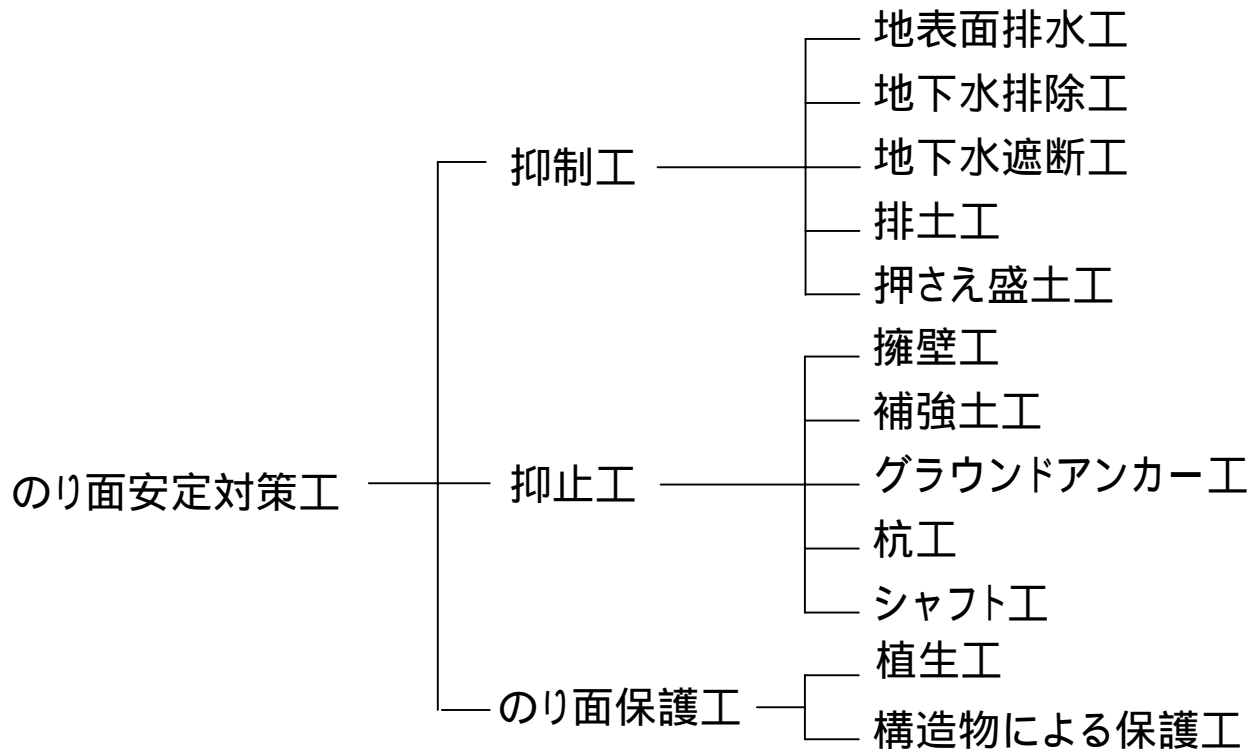 のり面安定対策工
抑制工
地表面排水工
地下水排除工
地下水遮断工
排土工
押さえ盛土工
抑止工
擁壁工
補強土工
グラウンドアンカー工
杭工
シャフト工
のり面保護工
植生工
構造物による保護工